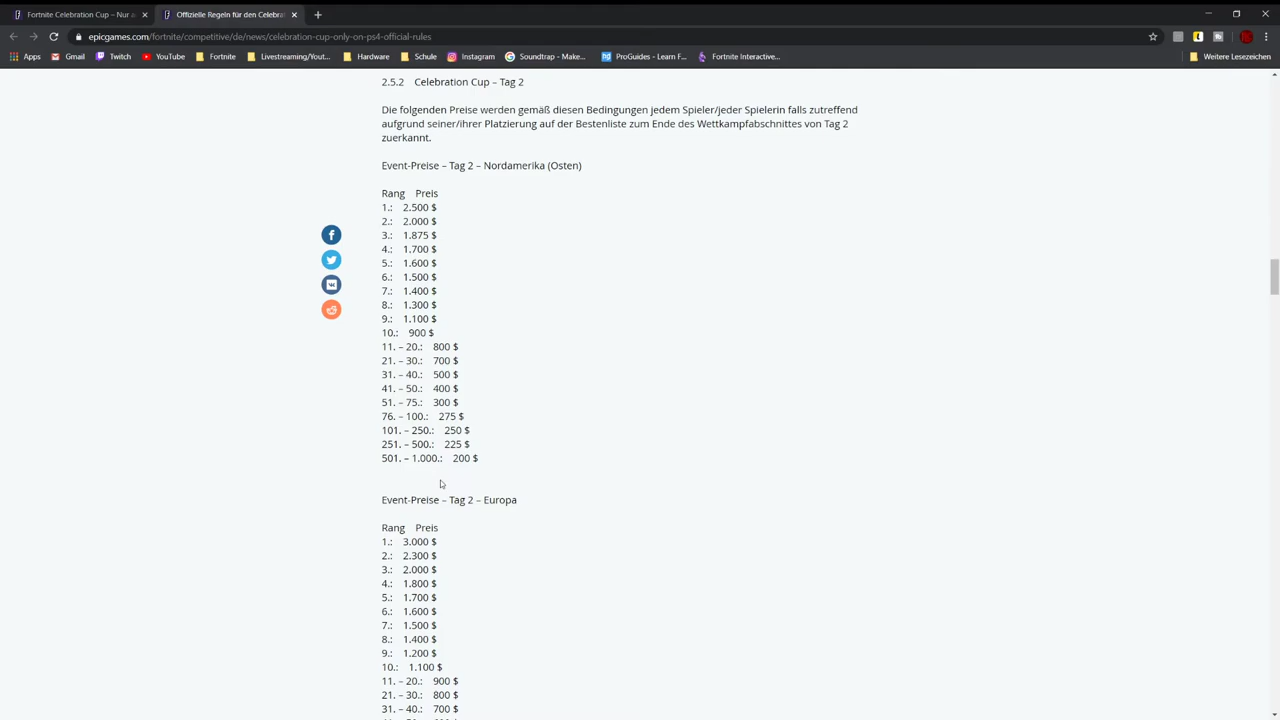 Fortnite Celebration Cup – Nur a
Offizielle Regeln für den Celebra
epicgames.com/fortnite/competitive/de/news/celebration-cup-only-on-ps4-official-rules
Apps Gmail Twitch YouTube Fortnite Livestreaming/Yout... Hardware Schule Instagram Soundtrap - Make... ProGuides - Learn F... Fortnite Interactive... Weitere Lesezeichen
2.5.2 Celebration Cup – Tag 2
Die folgenden Preise werden gemäß diesen Bedingungen jedem Spieler/jeder Spielerin falls zutreffend
aufgrund seiner/ihrer Platzierung auf der Bestenliste zum Ende des Wettkampfabschnittes von Tag 2
zuerkannt.
Event-Preise – Tag 2 – Nordamerika (Osten)
Rang Preis
1.: 2.500 $
2.: 2.000 $
3.: 1.875 $
4.: 1.700 $
5.: 1.600 $
6.: 1.500 $
7.: 1.400 $
8.: 1.300 $
9.: 1.100 $
10.: 900 $
11. – 20.: 800 $
21. – 30.: 700 $
31. – 40.: 500 $
41. – 50.: 400 $
51. – 75.: 300 $
76. – 100.: 275 $
101. – 250.: 250 $
251. – 500.: 225 $
501. – 1.000.: 200 $
Event-Preise – Tag 2 – Europa
Rang Preis
1.: 3.000 $
2.: 2.300 $
3.: 2.000 $
4.: 1.800 $
5.: 1.700 $
6.: 1.600 $
7.: 1.500 $
8.: 1.400 $
9.: 1.200 $
10.: 1.100 $
11. – 20.: 900 $
21. – 30.: 800 $
31. – 40.: 700 $